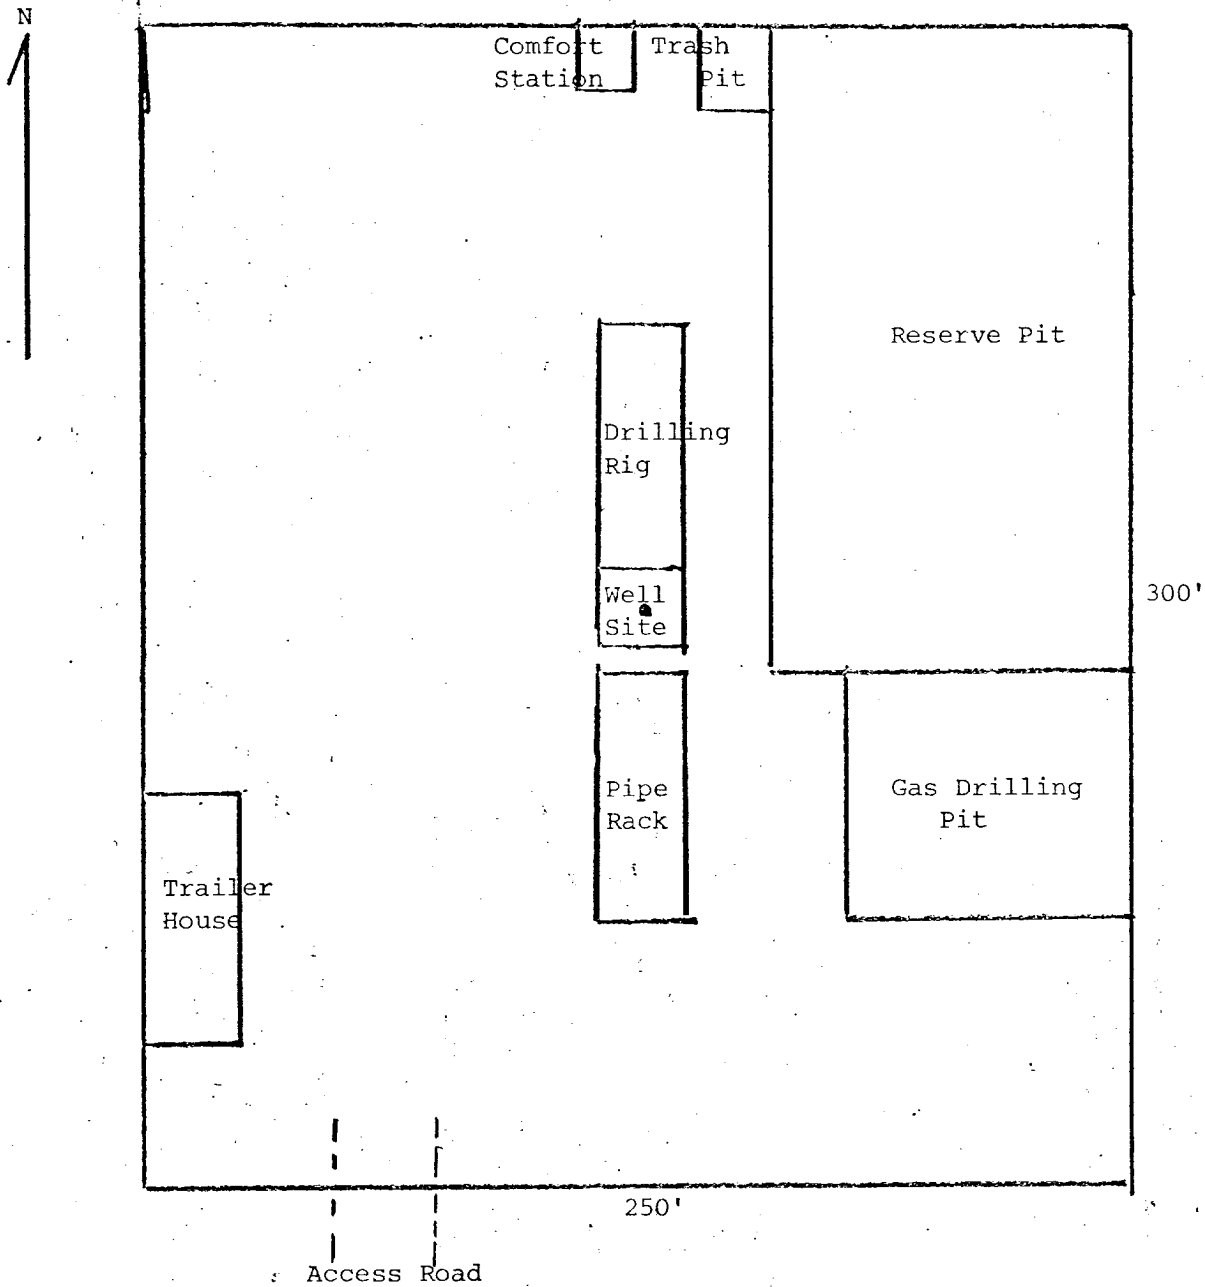 N
Comfort
Station
Trash
Pit
Reserve Pit
Drilling
Rig
Well
Site
300'
Pipe
Rack
Gas Drilling
Pit
Trailer
House
250'
Access Road